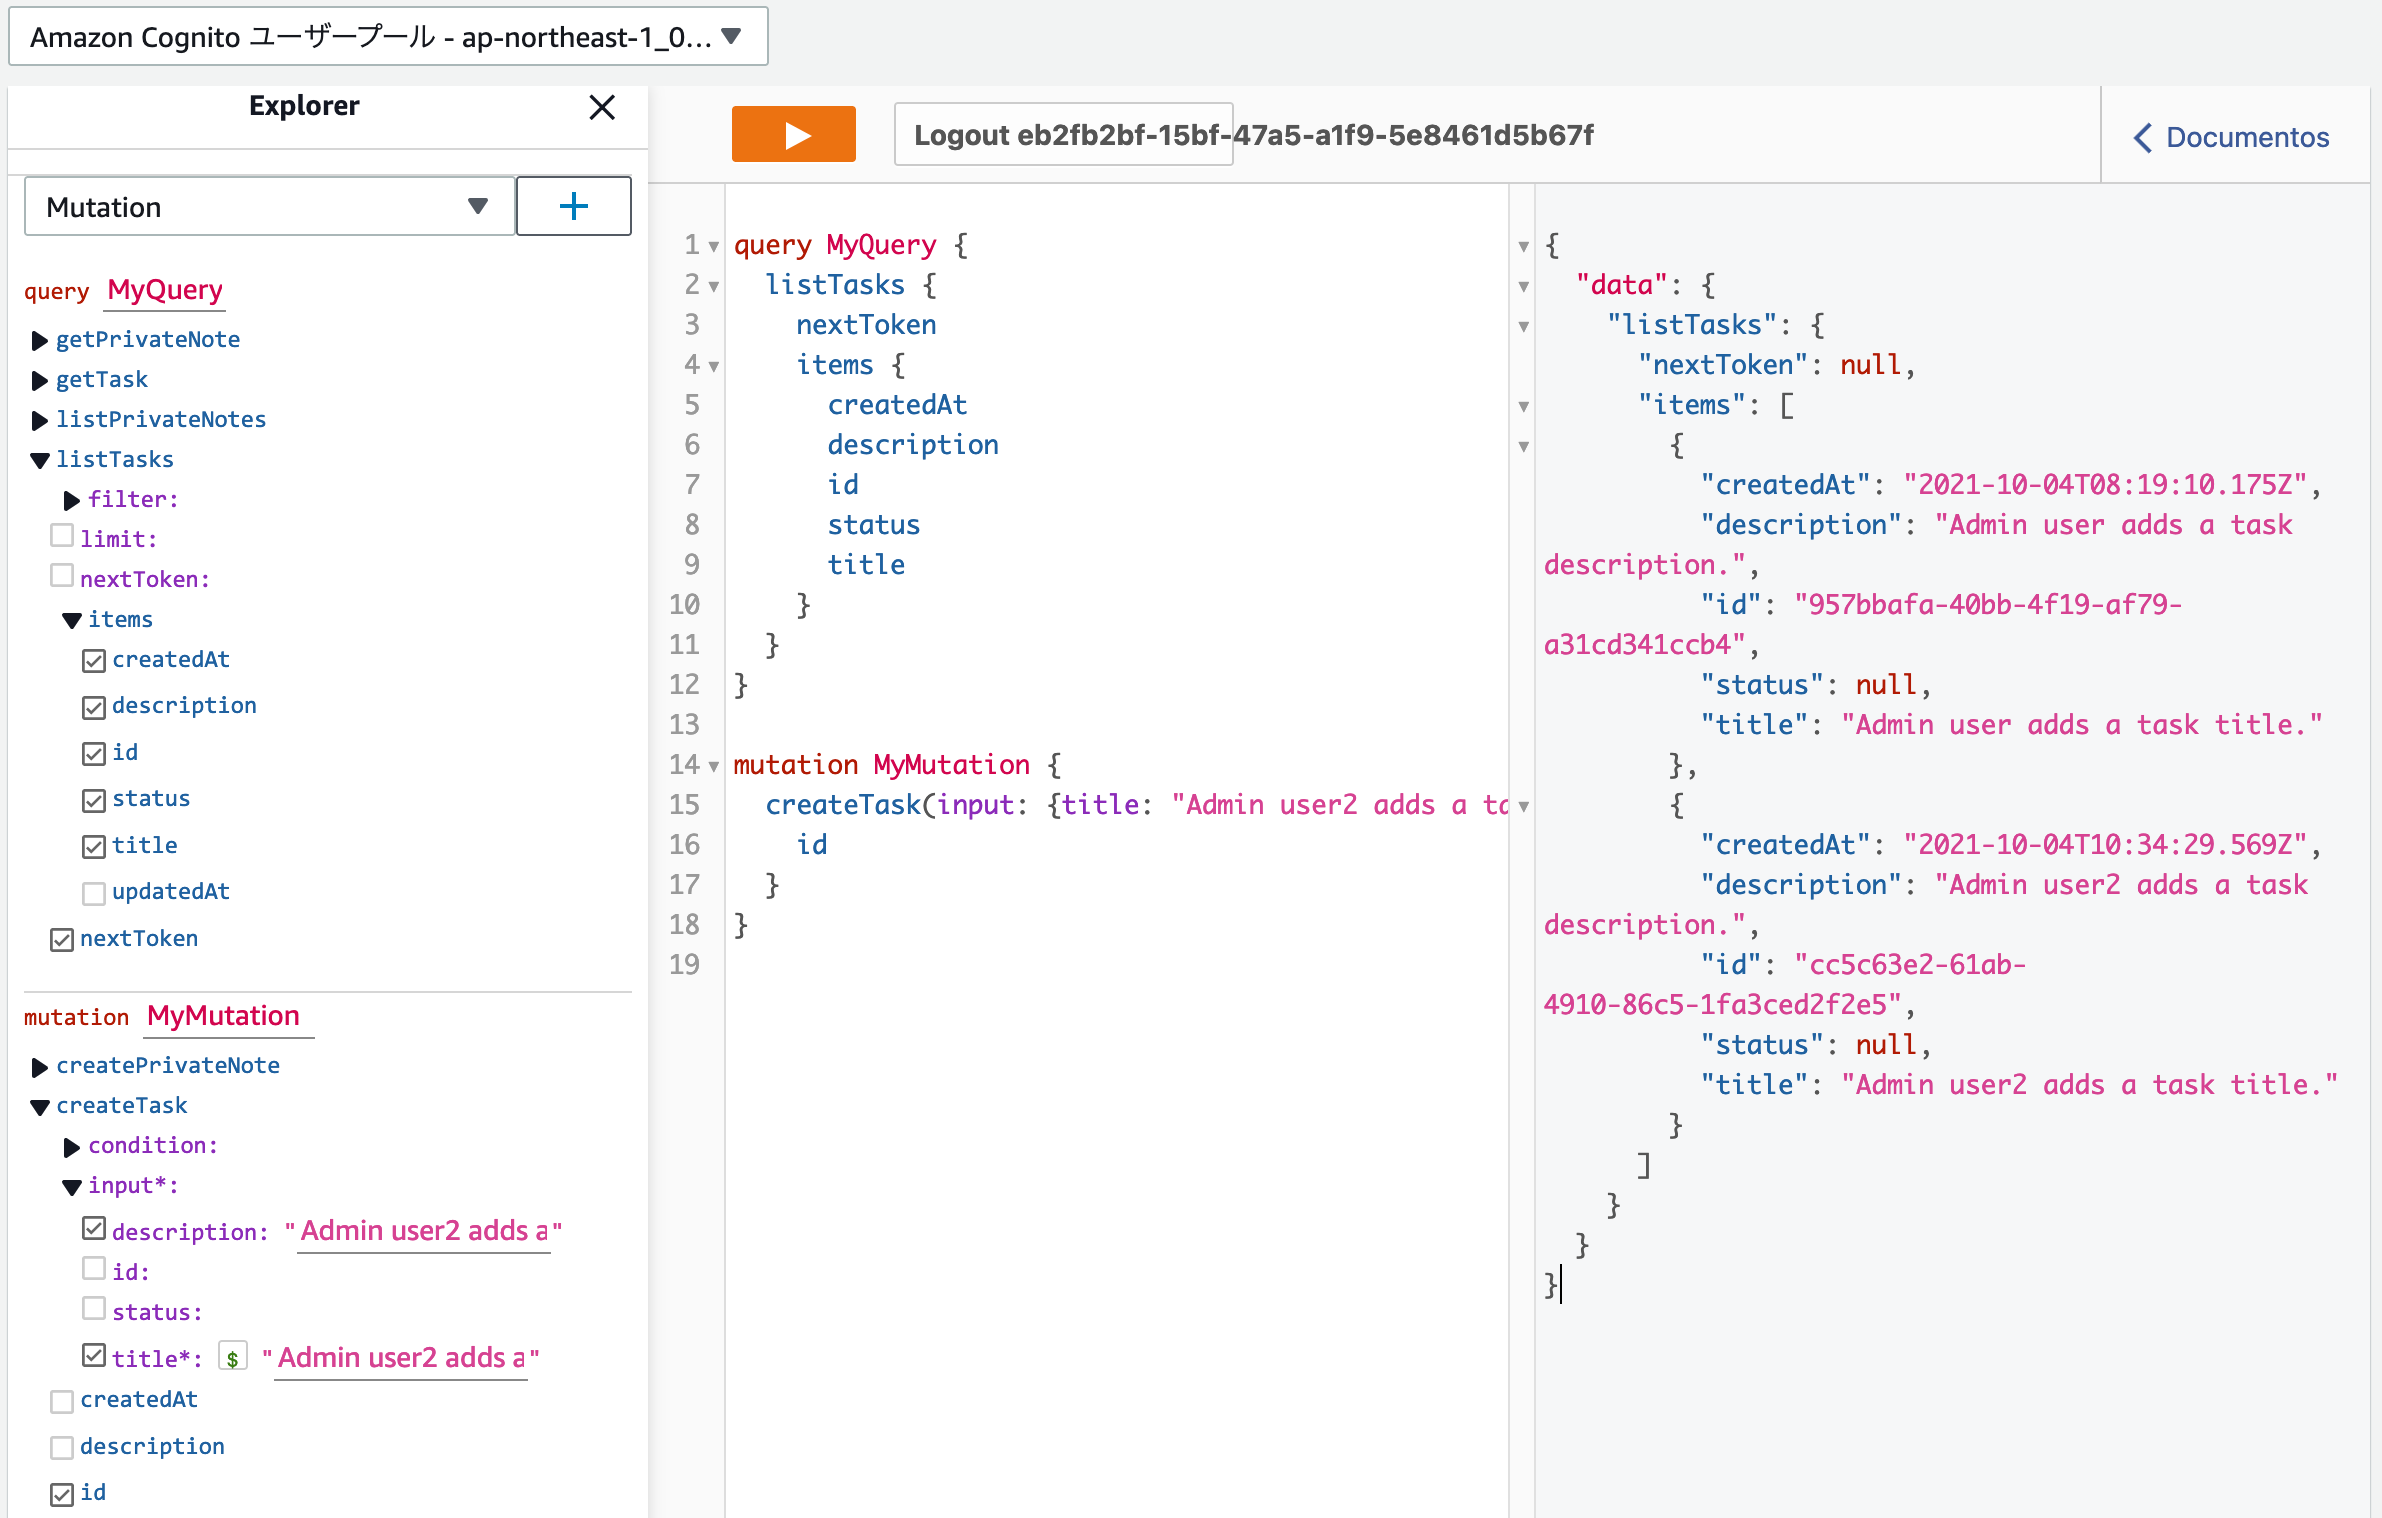 Amazon Cognito ユーザープール - ap-northeast-1_0...
Explorer
Mutation
query MyQuery
getPrivateNote
getTask
listPrivateNotes
listTasks
filter:
limit:
nextToken:
items
createdAt
description
id
status
title
updatedAt
nextToken
mutation MyMutation
createPrivateNote
createTask
condition:
input*:
description: "Admin user2 adds a"
id:
status:
title*: $ "Admin user2 adds a"
createdAt
description
id
Logout eb2fb2bf-15bf-47a5-a1f9-5e8461d5b67f
Documentos
1 query MyQuery {
2 listTasks {
3 nextToken
4 items {
5 createdAt
6 description
7 id
8 status
9 title
10 }
11 }
12 }
13
14 mutation MyMutation {
15 createTask(input: {title: "Admin user2 adds a ta
16 id
17 }
18 }
19
{
"data": {
"listTasks": {
"nextToken": null,
"items": [
{
"createdAt": "2021-10-04T08:19:10.175Z",
"description": "Admin user adds a task
description.",
"id": "957bbafa-40bb-4f19-af79-
a31cd341ccb4",
"status": null,
"title": "Admin user adds a task title."
},
{
"createdAt": "2021-10-04T10:34:29.569Z",
"description": "Admin user2 adds a task
description.",
"id": "cc5c63e2-61ab-
4910-86c5-1fa3ced2f2e5",
"status": null,
"title": "Admin user2 adds a task title."
}
]
}
}
}